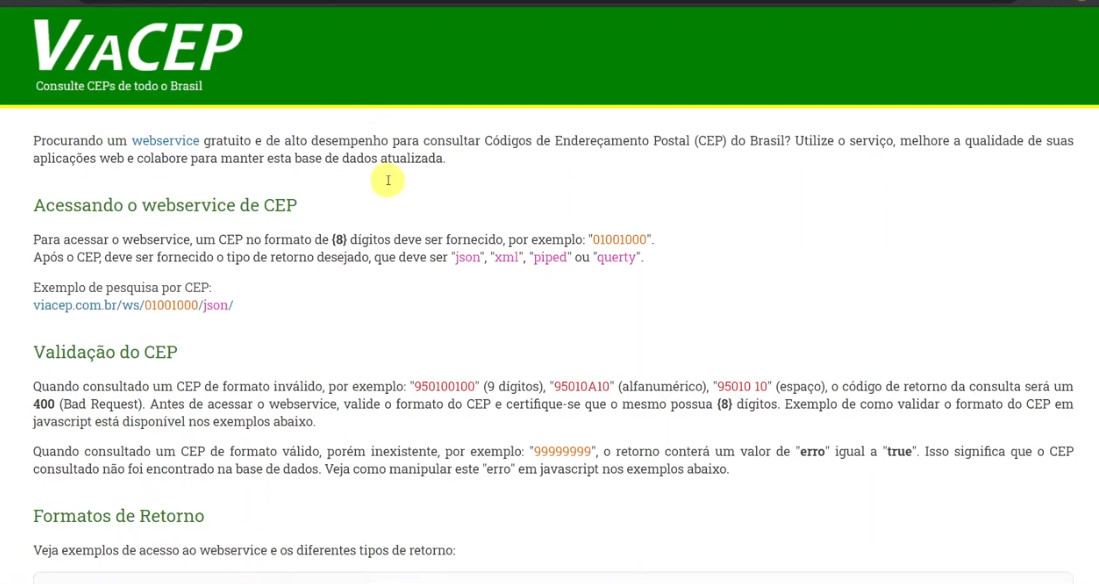 VIACEP
Consulte CEPs de todo o Brasil
Procurando um webservice gratuito e de alto desempenho para consultar Códigos de Endereçamento Postal (CEP) do Brasil? Utilize o serviço, melhore a qualidade de suas
aplicações web e colabore para manter esta base de dados atualizada.
Acessando o webservice de CEP
Para acessar o webservice, um CEP no formato de {8} dígitos deve ser fornecido, por exemplo: "01001000".
Após o CEP, deve ser fornecido o tipo de retorno desejado, que deve ser "json", "xml", "piped" ou "querty".
Exemplo de pesquisa por CEP:
viacep.com.br/ws/01001000/json/
Validação do CEP
Quando consultado um CEP de formato inválido, por exemplo: "950100100" (9 dígitos), "95010A10" (alfanumérico), "95010 10" (espaço), o código de retorno da consulta será um
400 (Bad Request). Antes de acessar o webservice, valide o formato do CEP e certifique-se que o mesmo possua {8} dígitos. Exemplo de como validar o formato do CEP em
javascript está disponível nos exemplos abaixo.
Quando consultado um CEP de formato válido, porém inexistente, por exemplo: "99999999", o retorno conterá um valor de "erro" igual a "true". Isso significa que o CEP
consultado não foi encontrado na base de dados. Veja como manipular este "erro" em javascript nos exemplos abaixo.
Formatos de Retorno
Veja exemplos de acesso ao webservice e os diferentes tipos de retorno: